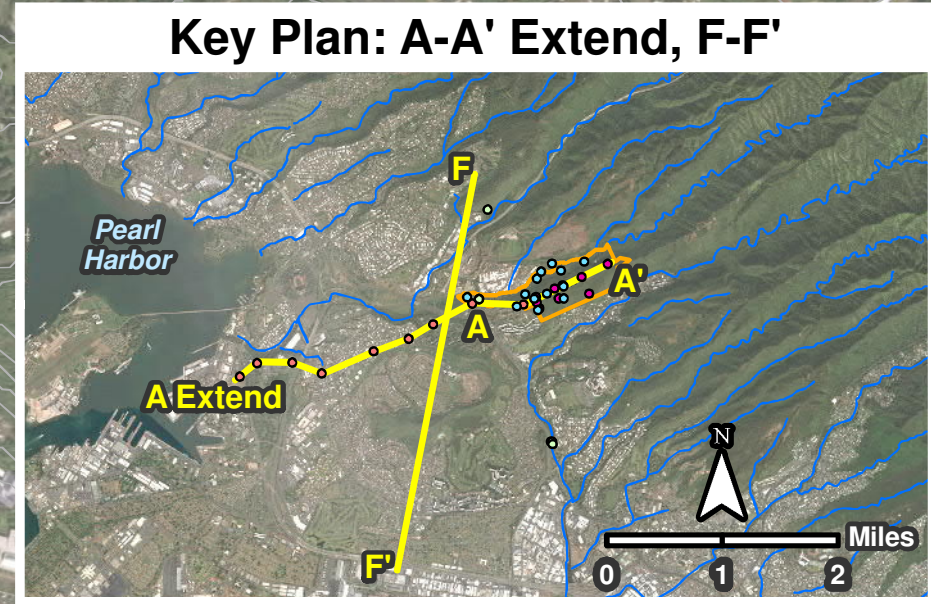 Key Plan: A-A' Extend, F-F'
F
Pearl
Harbor
A'
A
A Extend
N
Miles
0 1 2
F'